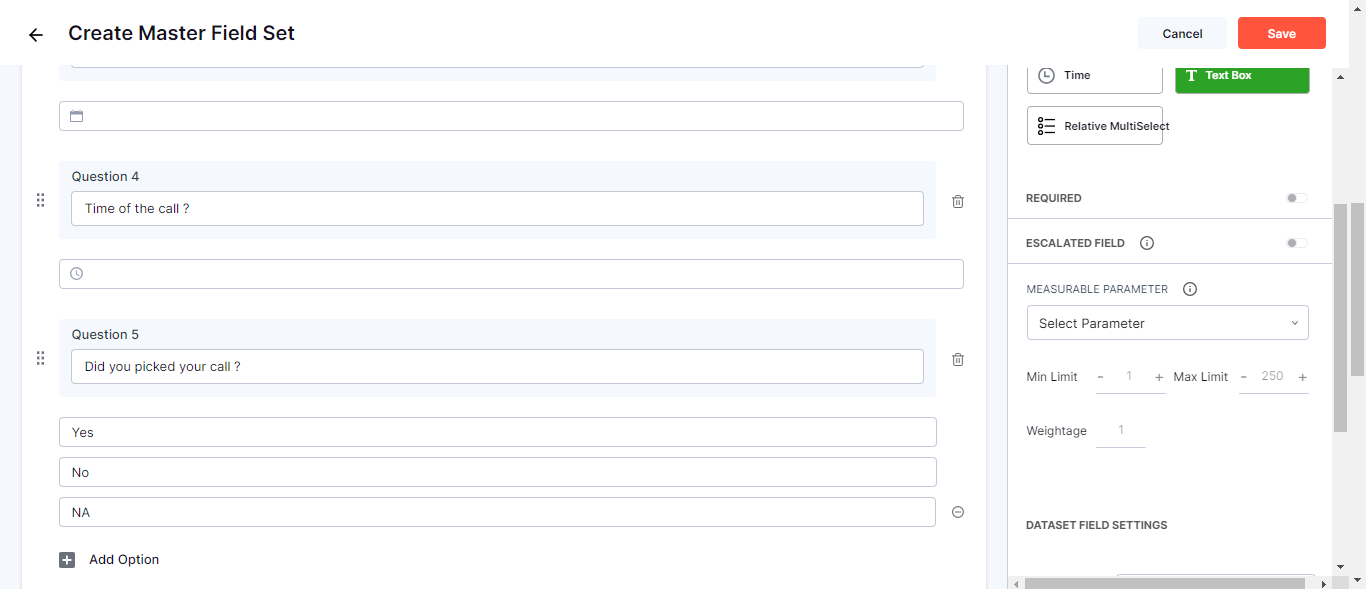 Create Master Field Set
Cancel
Save
Question 4
Time of the call ?
Question 5
Did you picked your call ?
Yes
No
NA
Add Option
Time
Text Box
Relative MultiSelect
REQUIRED
ESCALATED FIELD
MEASURABLE PARAMETER
Select Parameter
Min Limit - 1 + Max Limit - 250 +
Weightage 1
DATASET FIELD SETTINGS